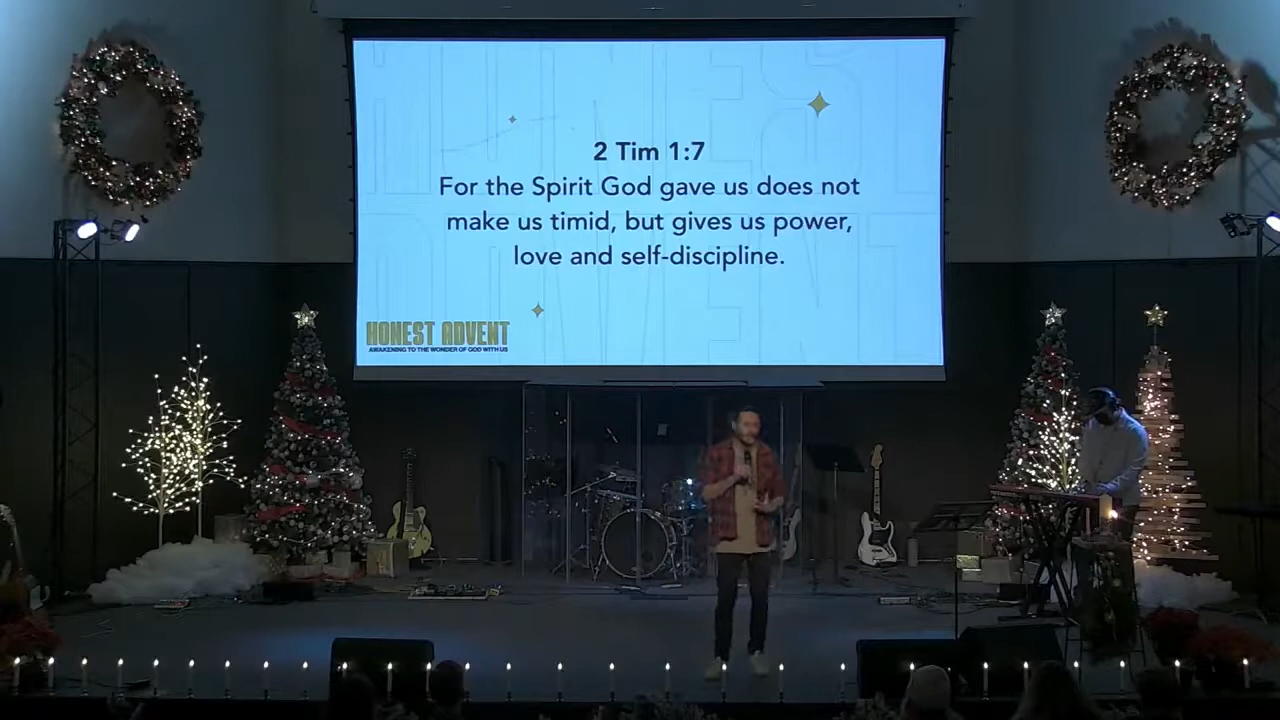 2 Tim 1:7
For the Spirit God gave us does not
make us timid, but gives us power,
love and self-discipline.
HONEST ADVENT
AWAKENING TO THE WONDER OF GOD WITH US